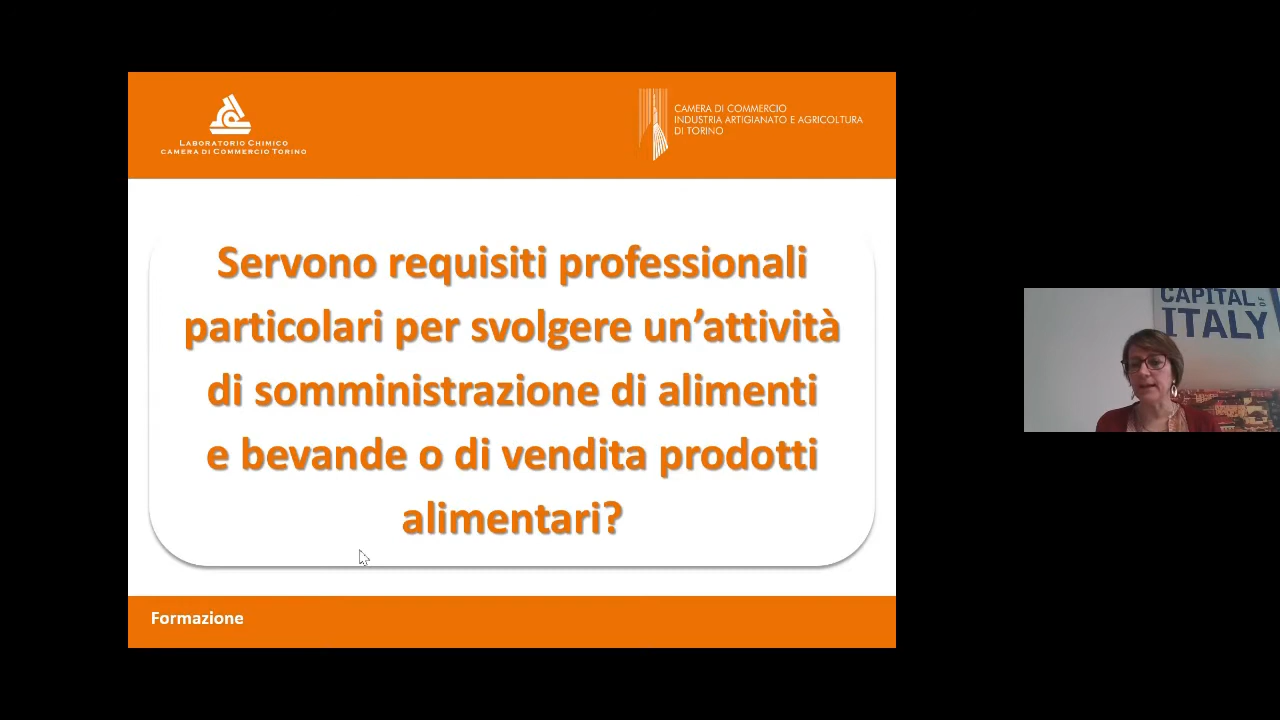 LABORATORIO CHIMICO
CAMERA DI COMMERCIO TORINO
CAMERA DI COMMERCIO
INDUSTRIA ARTIGIANATO E AGRICOLTURA
DI TORINO
Servono requisiti professionali
particolari per svolgere un’attività
di somministrazione di alimenti
e bevande o di vendita prodotti
alimentari?
Formazione
CAPITAL OF
ITALY